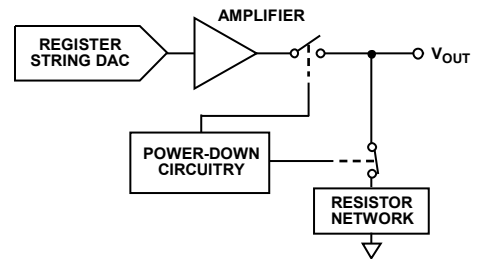 AMPLIFIER
REGISTER
STRING DAC
VOUT
POWER-DOWN
CIRCUITRY
RESISTOR
NETWORK